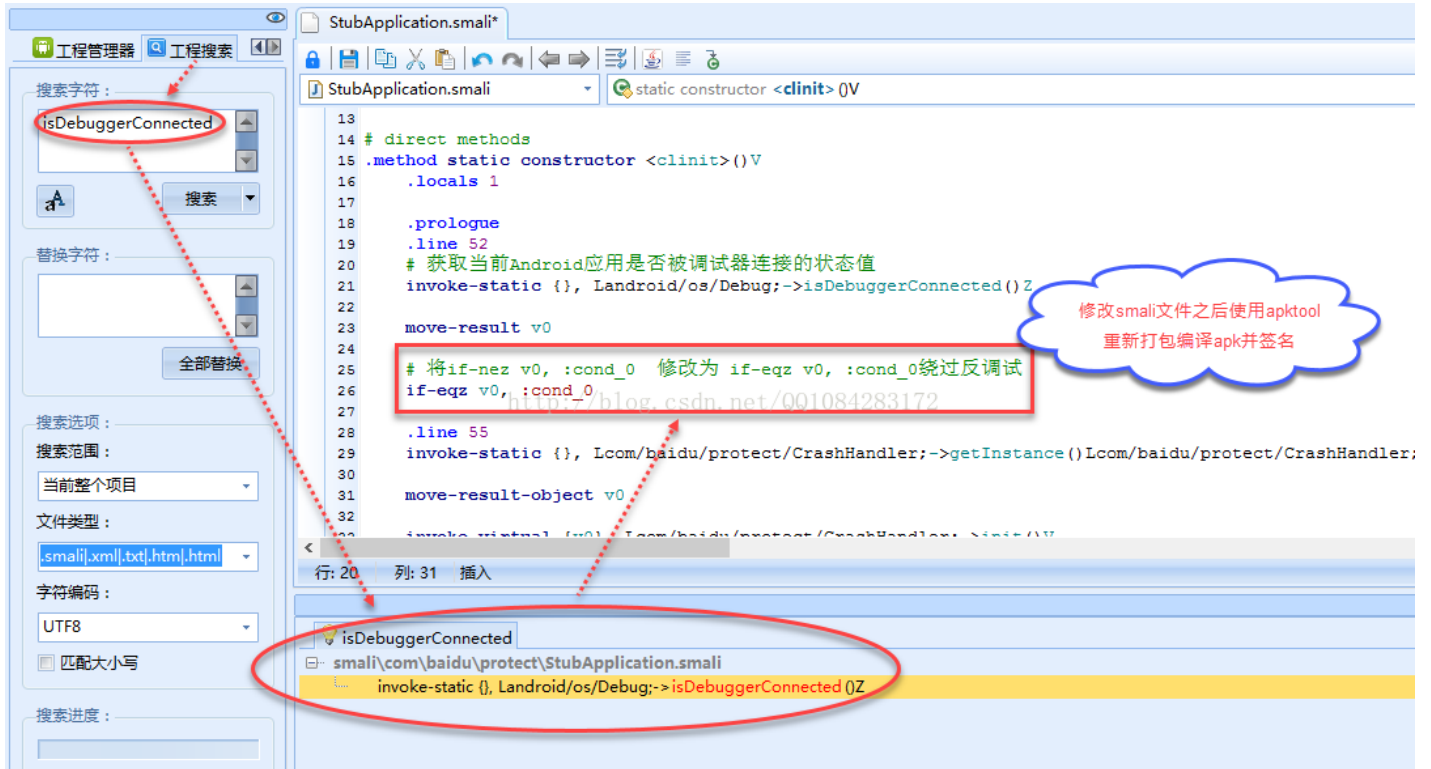 工程管理器 工程搜索
搜索字符：
isDebuggerConnected
aA 搜索
替换字符：
全部替换
搜索选项：
搜索范围：
当前整个项目
文件类型：
.smali|.xml|.txt|.htm|.html
字符编码：
UTF8
匹配大小写
搜索进度：
StubApplication.smali*
StubApplication.smali static constructor <clinit> ()V
13
14 # direct methods
15 .method static constructor <clinit>()V
16 .locals 1
17
18 .prologue
19 .line 52
20 # 获取当前Android应用是否被调试器连接的状态值
21 invoke-static {}, Landroid/os/Debug;->isDebuggerConnected()Z
22
23 move-result v0
24
25 # 将if-nez v0, :cond_0 修改为 if-eqz v0, :cond_0绕过反调试
26 if-eqz v0, :cond_0
http://blog.csdn.net/QQ1084283172
27
28 .line 55
29 invoke-static {}, Lcom/baidu/protect/CrashHandler;->getInstance()Lcom/baidu/protect/CrashHandler;
30
31 move-result-object v0
32
invoke-virtual {v0}, Lcom/baidu/protect/CrashHandler;->init()V
修改smali文件之后使用apktool
重新打包编译apk并签名
行: 20 列: 31 插入
isDebuggerConnected
smali\com\baidu\protect\StubApplication.smali
invoke-static {}, Landroid/os/Debug;->isDebuggerConnected()Z